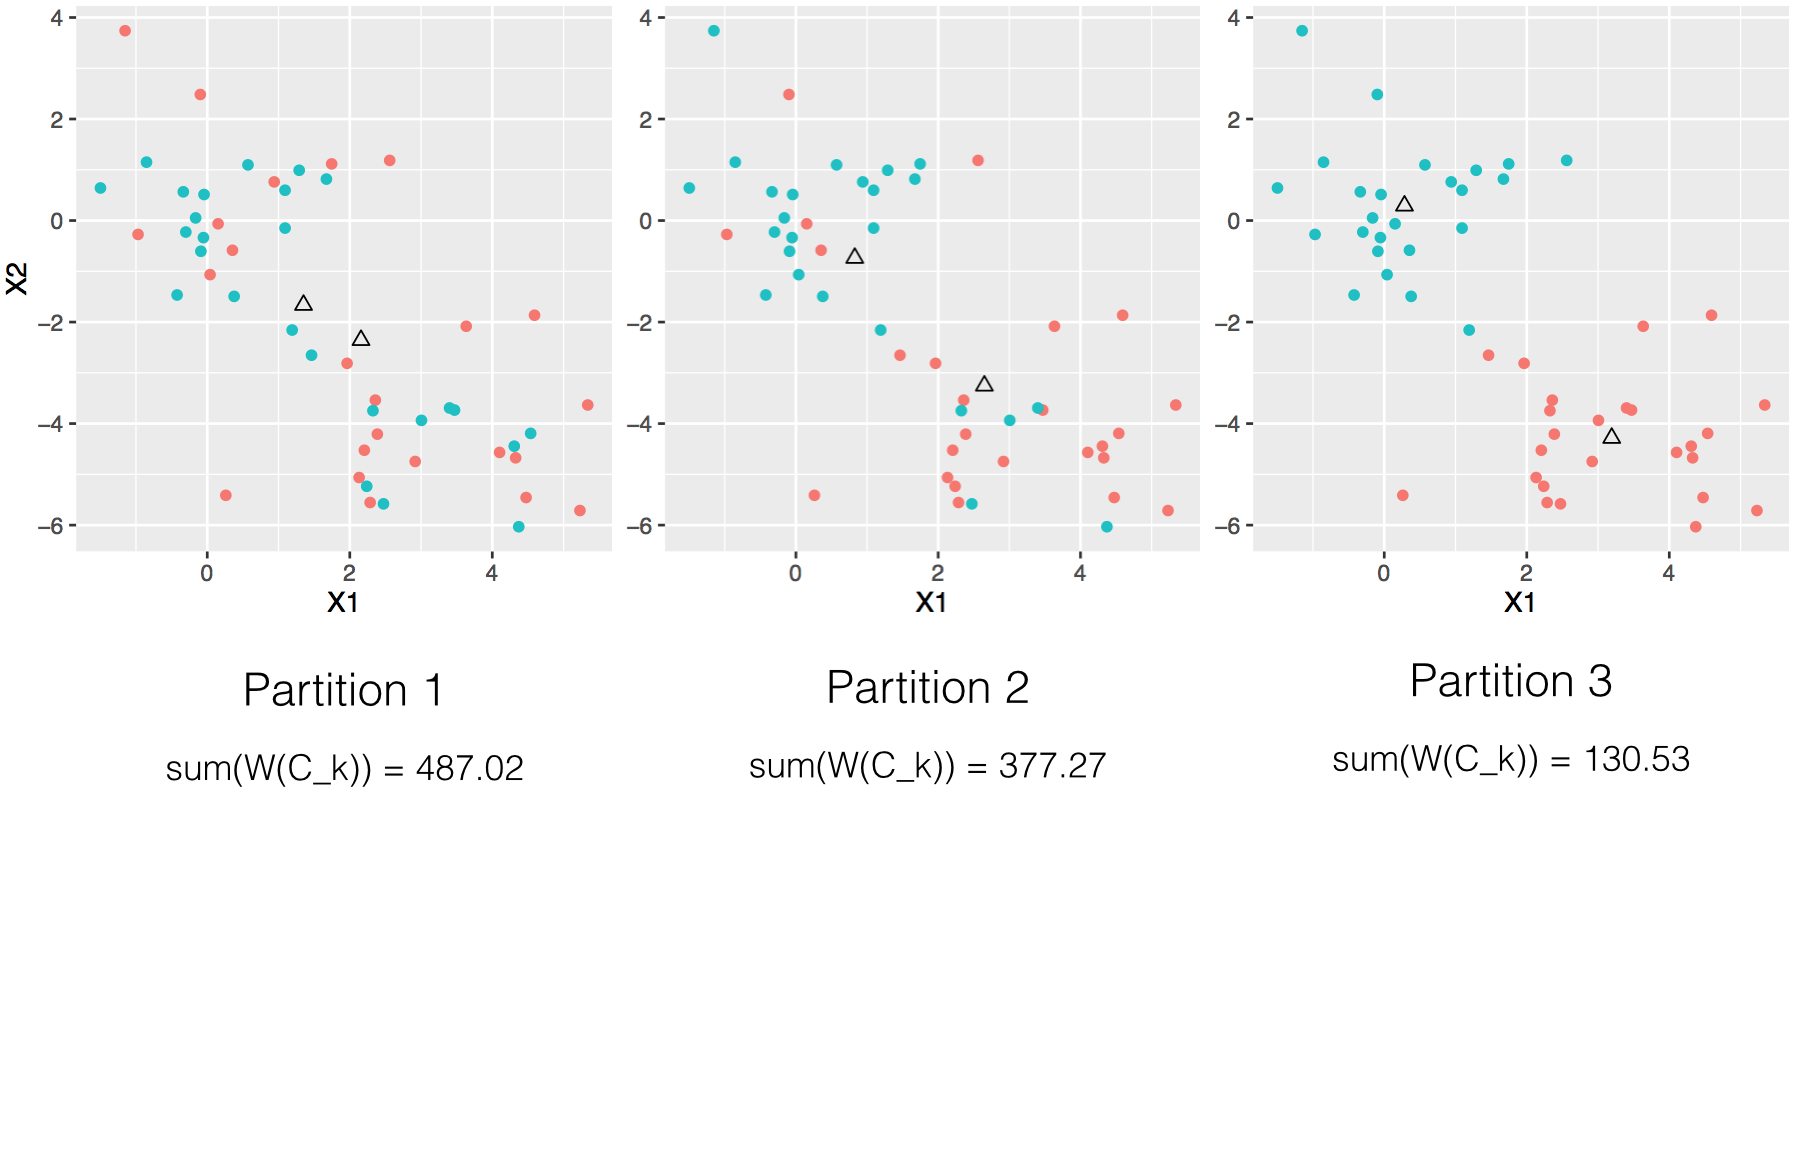 4
2
0
−2
−4
−6
X2
0 2 4
X1
4
2
0
−2
−4
−6
0 2 4
X1
4
2
0
−2
−4
−6
0 2 4
X1
Partition 1
sum(W(C_k)) = 487.02
Partition 2
sum(W(C_k)) = 377.27
Partition 3
sum(W(C_k)) = 130.53